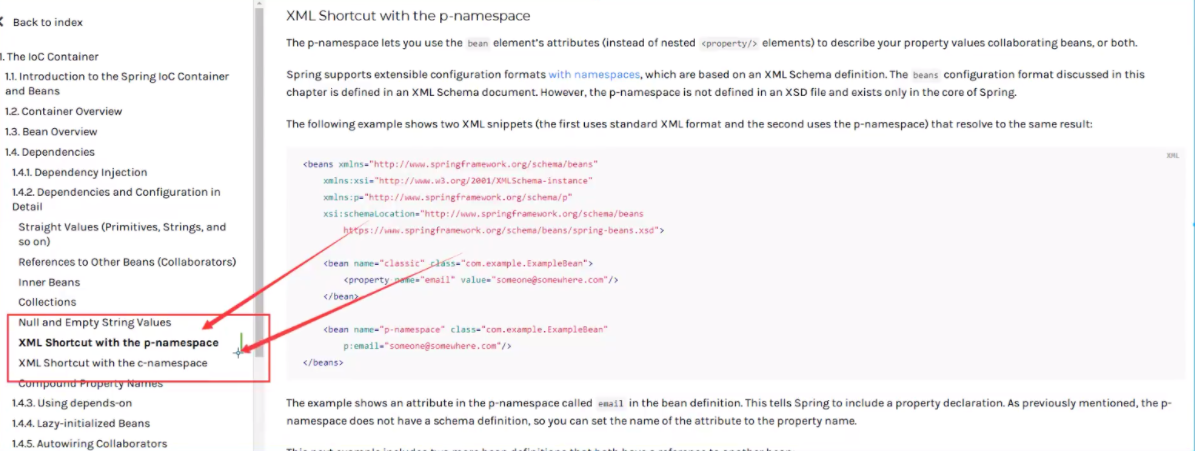 Back to index
1. The IoC Container
1.1. Introduction to the Spring IoC Container
and Beans
1.2. Container Overview
1.3. Bean Overview
1.4. Dependencies
1.4.1. Dependency Injection
1.4.2. Dependencies and Configuration in
Detail
Straight Values (Primitives, Strings, and
so on)
References to Other Beans (Collaborators)
Inner Beans
Collections
Null and Empty String Values
XML Shortcut with the p-namespace
XML Shortcut with the c-namespace
Compound Property Names
1.4.3. Using depends-on
1.4.4. Lazy-initialized Beans
1.4.5. Autowiring Collaborators
XML Shortcut with the p-namespace
The p-namespace lets you use the bean element's attributes (instead of nested <property/> elements) to describe your property values collaborating beans, or both.
Spring supports extensible configuration formats with namespaces, which are based on an XML Schema definition. The beans configuration format discussed in this
chapter is defined in an XML Schema document. However, the p-namespace is not defined in an XSD file and exists only in the core of Spring.
The following example shows two XML snippets (the first uses standard XML format and the second uses the p-namespace) that resolve to the same result:
XML
<beans xmlns="http://www.springframework.org/schema/beans"
xmlns:xsi="http://www.w3.org/2001/XMLSchema-instance"
xmlns:p="http://www.springframework.org/schema/p"
xsi:schemaLocation="http://www.springframework.org/schema/beans
https://www.springframework.org/schema/beans/spring-beans.xsd">
<bean name="classic" class="com.example.ExampleBean">
<property name="email" value="someone@somewhere.com"/>
</bean>
<bean name="p-namespace" class="com.example.ExampleBean"
p:email="someone@somewhere.com"/>
</beans>
The example shows an attribute in the p-namespace called email in the bean definition. This tells Spring to include a property declaration. As previously mentioned, the p-
namespace does not have a schema definition, so you can set the name of the attribute to the property name.
This next example includes two more bean definitions that both have a reference to another bean: